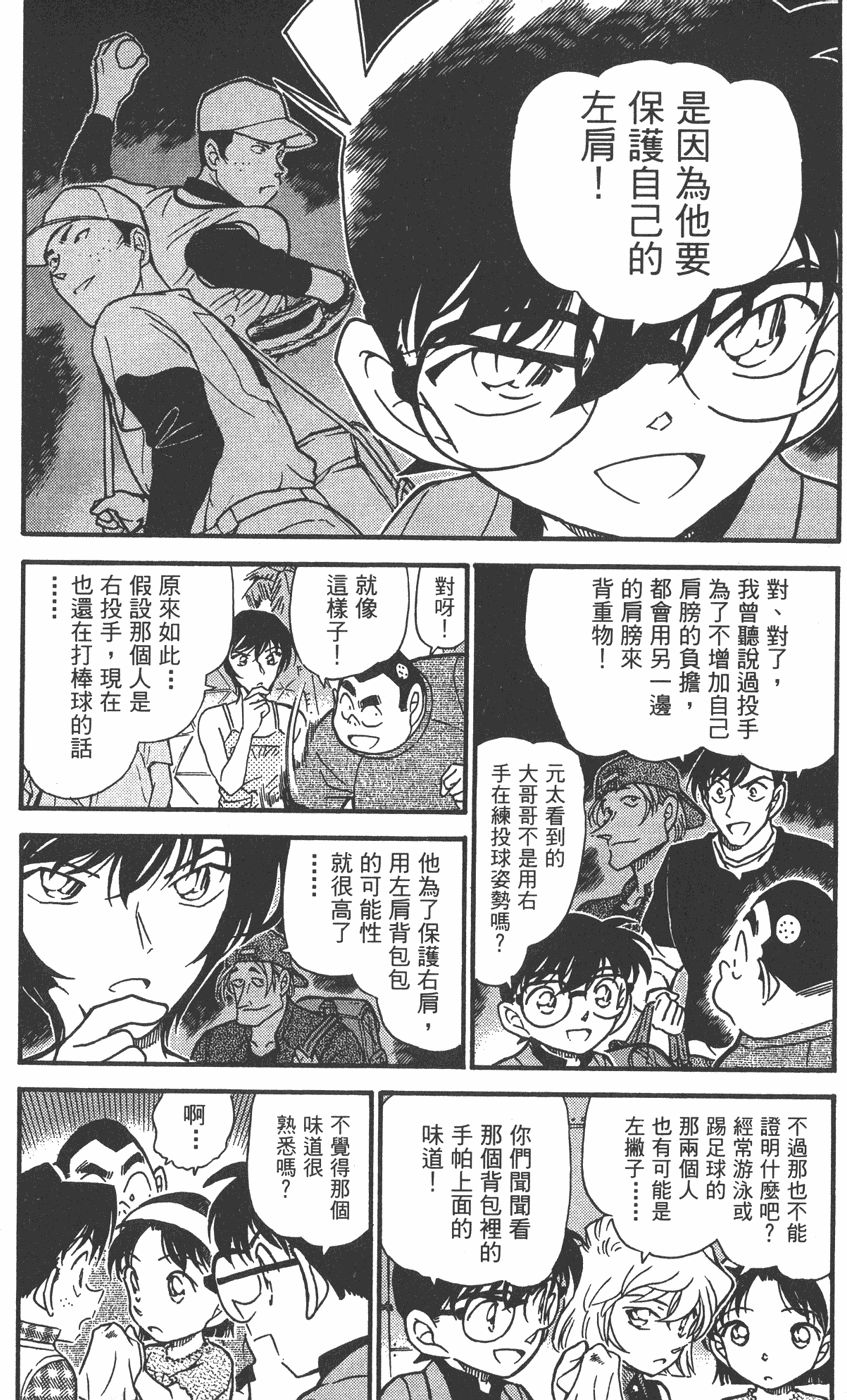 是因為他要
保護自己的
左肩！
對、對了，
我曾聽說過投手
為了不增加自己
肩膀的負擔，
都會用另一邊
的肩膀來
背重物！
元太看到的
大哥哥不是用右
手在練投球姿勢嗎？
對呀！
就像
這樣子！
原來如此…
假設那個人是
右投手，現在
也還在打棒球的話
……
他為了保護右肩，
用左肩背包包
的可能性
就很高了
……
不過那也不能
證明什麼吧？
經常游泳或
踢足球的
那兩個人
也有可能是
左撇子……
你們聞聞看
那個背包裡的
手帕上面的
味道！
不覺得那個
味道很
熟悉嗎？
啊…